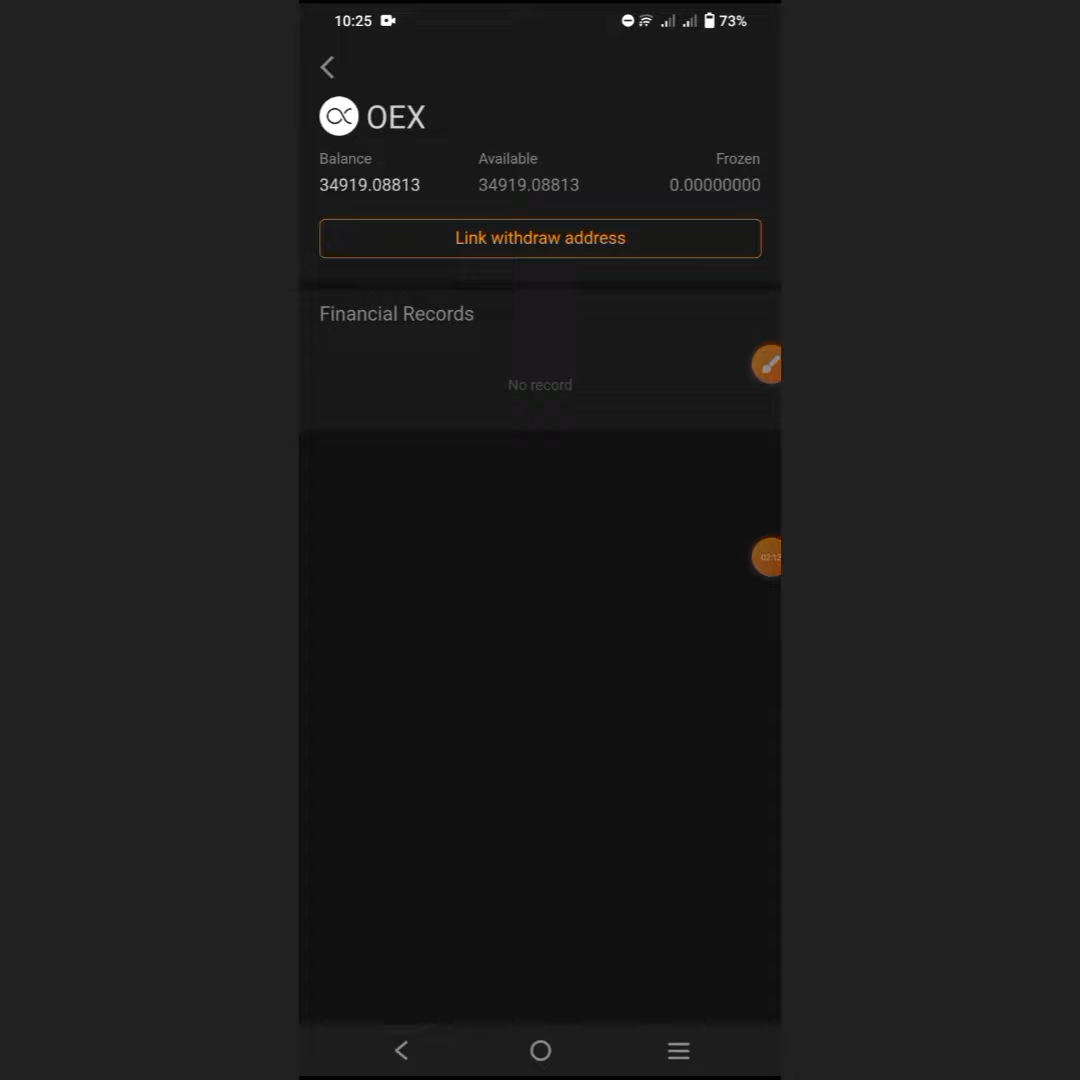 10:25 73%
OEX
Balance Available Frozen
34919.08813 34919.08813 0.00000000
Link withdraw address
Financial Records
No record